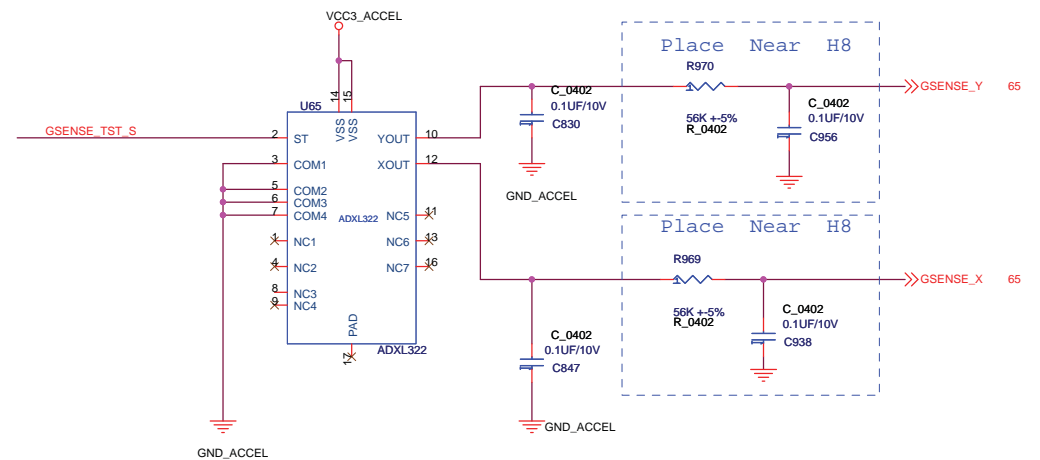 VCC3_ACCEL
Place Near H8
R970
14
15
U65
VSS
VSS
C_0402
0.1UF/10V
C830
56K +-5%
R_0402
C_0402
0.1UF/10V
C956
GSENSE_Y 65
GSENSE_TST_S
2 ST
YOUT 10
3 COM1
XOUT 12
5 COM2
6 COM3
7 COM4
ADXL322
NC5 11
1 NC1
NC6 13
4 NC2
NC7 16
8 NC3
9 NC4
PAD
17
ADXL322
GND_ACCEL
Place Near H8
R969
56K +-5%
R_0402
C_0402
0.1UF/10V
C938
GSENSE_X 65
C_0402
0.1UF/10V
C847
GND_ACCEL
GND_ACCEL